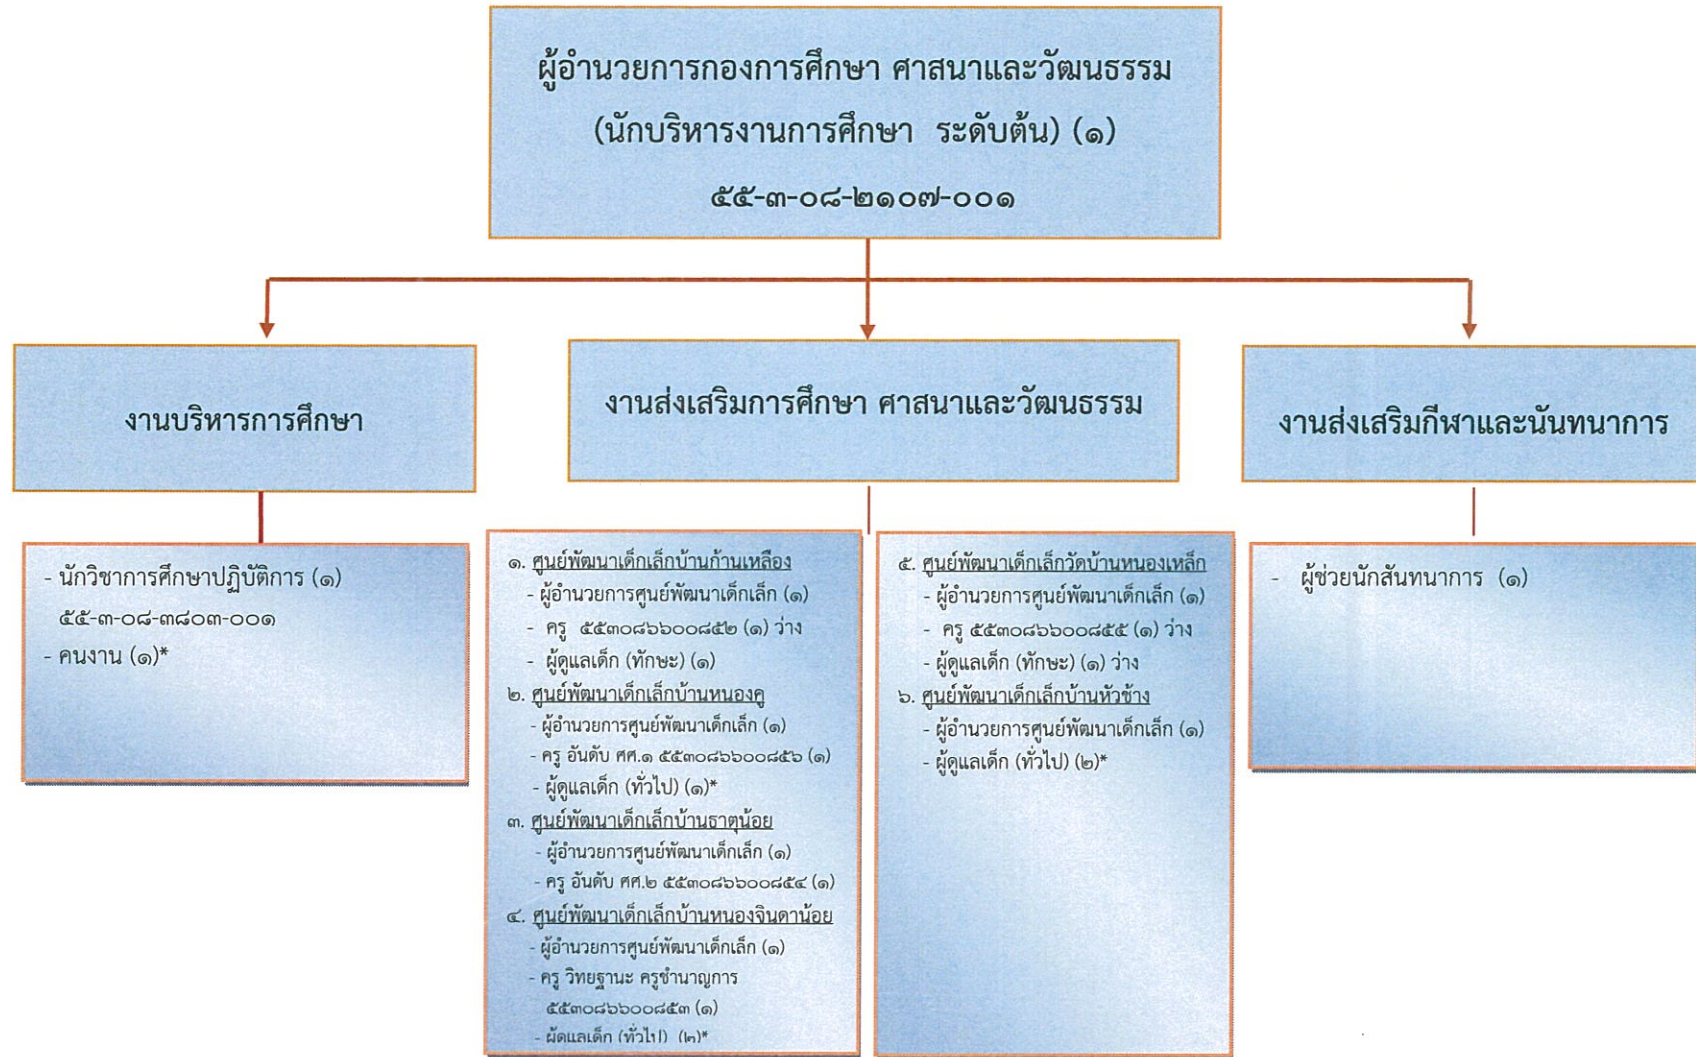 ผู้อำนวยการกองการศึกษา ศาสนาและวัฒนธรรม
(นักบริหารงานการศึกษา ระดับต้น) (๑)
๕๕-๓-๐๘-๒๑๐๗-๐๐๑
งานบริหารการศึกษา
งานส่งเสริมการศึกษา ศาสนาและวัฒนธรรม
งานส่งเสริมกีฬาและนันทนาการ
- นักวิชาการศึกษาปฏิบัติการ (๑)
๕๕-๓-๐๘-๓๘๐๓-๐๐๑
- คนงาน (๑)*
๑. ศูนย์พัฒนาเด็กเล็กบ้านก้านเหลือง
- ผู้อำนวยการศูนย์พัฒนาเด็กเล็ก (๑)
- ครู ๕๕๓๐๘๖๖๐๐๘๕๒ (๑) ว่าง
- ผู้ดูแลเด็ก (ทักษะ) (๑)
๒. ศูนย์พัฒนาเด็กเล็กบ้านหนองคู
- ผู้อำนวยการศูนย์พัฒนาเด็กเล็ก (๑)
- ครู อันดับ ศศ.๑ ๕๕๓๐๘๖๖๐๐๘๕๖ (๑)
- ผู้ดูแลเด็ก (ทั่วไป) (๑)*
๓. ศูนย์พัฒนาเด็กเล็กบ้านธาตุน้อย
- ผู้อำนวยการศูนย์พัฒนาเด็กเล็ก (๑)
- ครู อันดับ ศศ.๒ ๕๕๓๐๘๖๖๐๐๘๕๔ (๑)
๔. ศูนย์พัฒนาเด็กเล็กบ้านหนองจินดาน้อย
- ผู้อำนวยการศูนย์พัฒนาเด็กเล็ก (๑)
- ครู วิทยฐานะ ครูชำนาญการ
๕๕๓๐๘๖๖๐๐๘๕๓ (๑)
- ผู้ดูแลเด็ก (ทั่วไป) (๒)*
๕. ศูนย์พัฒนาเด็กเล็กวัดบ้านหนองเหล็ก
- ผู้อำนวยการศูนย์พัฒนาเด็กเล็ก (๑)
- ครู ๕๕๓๐๘๖๖๐๐๘๕๕ (๑) ว่าง
- ผู้ดูแลเด็ก (ทักษะ) (๑) ว่าง
๖. ศูนย์พัฒนาเด็กเล็กบ้านหัวช้าง
- ผู้อำนวยการศูนย์พัฒนาเด็กเล็ก (๑)
- ผู้ดูแลเด็ก (ทั่วไป) (๒)*
- ผู้ช่วยนักสันทนาการ (๑)